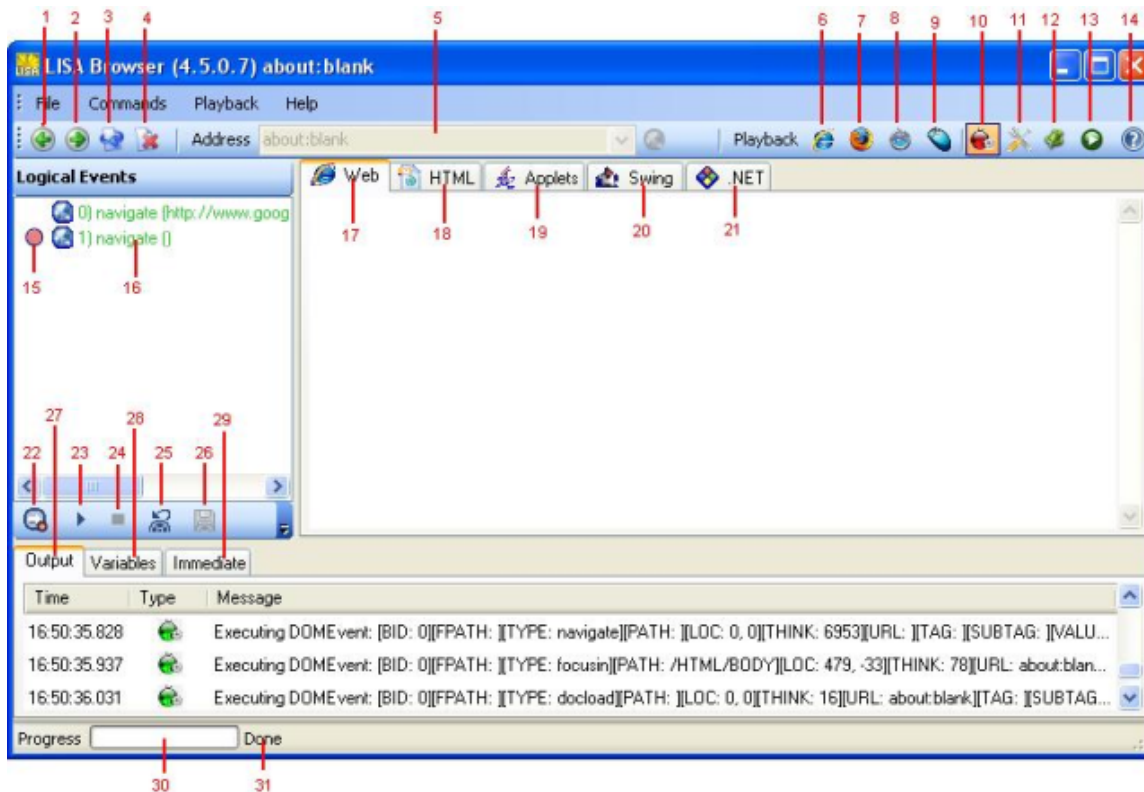 1 2 3 4 5 6 7 8 9 10 11 12 13 14
LISA Browser (4.5.0.7) about:blank
File Commands Playback Help
Address about:blank Playback
Logical Events
Web HTML Applets Swing .NET
0) navigate (http://www.goog
1) navigate ()
17 18 19 20 21
15 16
27 28 29
22 23 24 25 26
Output Variables Immediate
Time Type Message
16:50:35.828 Executing DOMEvent: [BID: 0][FPATH: ][TYPE: navigate][PATH: ][LOC: 0, 0][THINK: 6953][URL: ][TAG: ][SUBTAG: ][VALU...
16:50:35.937 Executing DOMEvent: [BID: 0][FPATH: ][TYPE: focusin][PATH: /HTML/BODY][LOC: 479, -33][THINK: 78][URL: about:blan...
16:50:36.031 Executing DOMEvent: [BID: 0][FPATH: ][TYPE: docload][PATH: ][LOC: 0, 0][THINK: 16][URL: about:blank][TAG: ][SUBTAG...
Progress Done
30 31